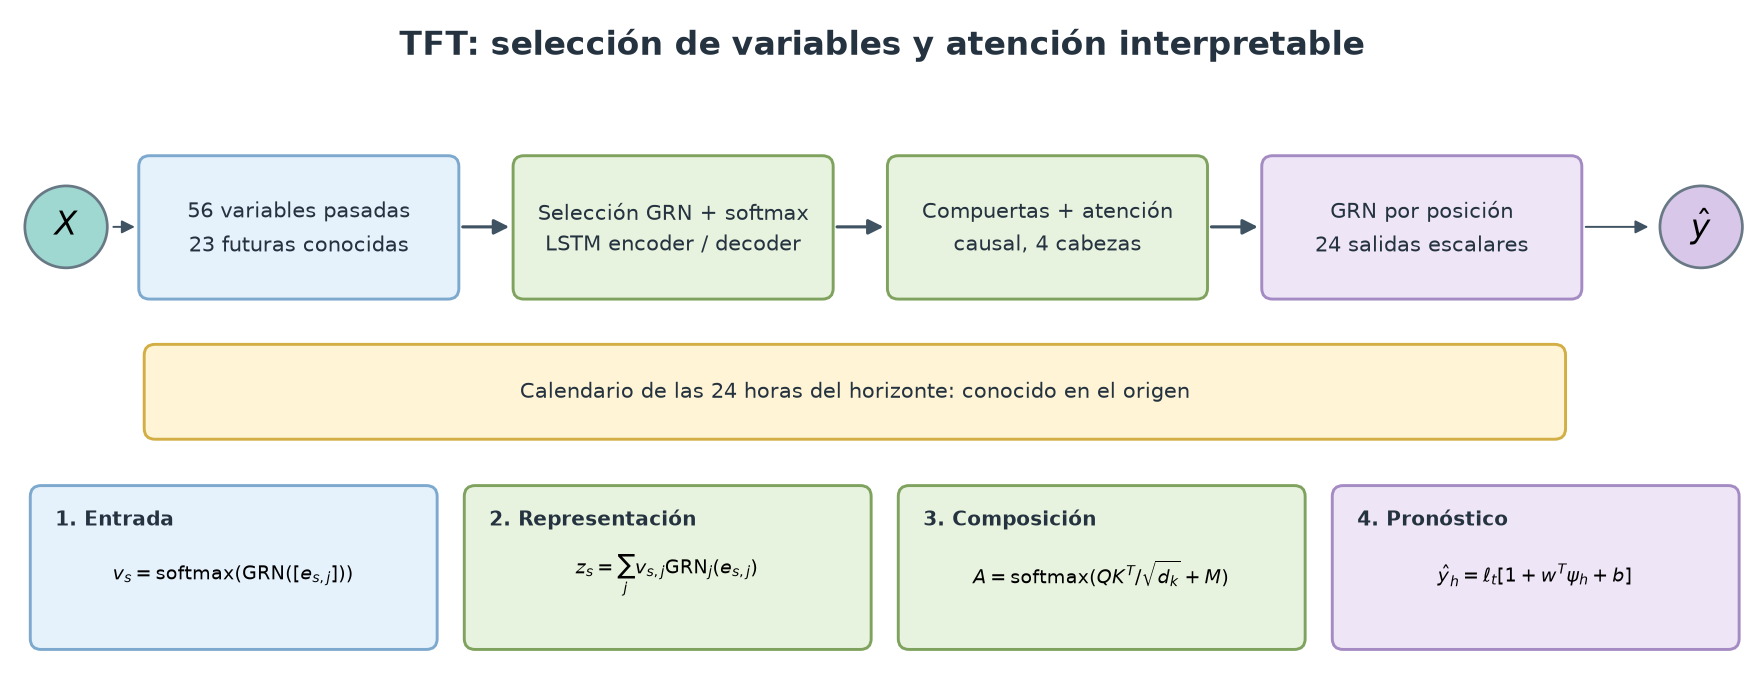 TFT: selección de variables y atención interpretable
X
56 variables pasadas
23 futuras conocidas
Selección GRN + softmax
LSTM encoder / decoder
Compuertas + atención
causal, 4 cabezas
GRN por posición
24 salidas escalares
ŷ
Calendario de las 24 horas del horizonte: conocido en el origen
1. Entrada
v_s = softmax(GRN([e_{s,j}]))
2. Representación
z_s = ∑_j v_{s,j}GRN_j(e_{s,j})
3. Composición
A = softmax(QK^T/√d_k + M)
4. Pronóstico
ŷ_h = ℓ_t[1 + w^Tψ_h + b]